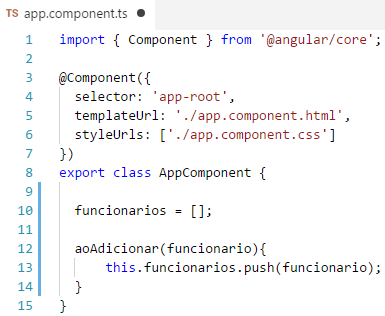 TS app.component.ts ●
1 import { Component } from '@angular/core';
2
3 @Component({
4   selector: 'app-root',
5   templateUrl: './app.component.html',
6   styleUrls: ['./app.component.css']
7 })
8 export class AppComponent {
9
10   funcionarios = [];
11
12   aoAdicionar(funcionario){
13       this.funcionarios.push(funcionario);
14   }
15 }